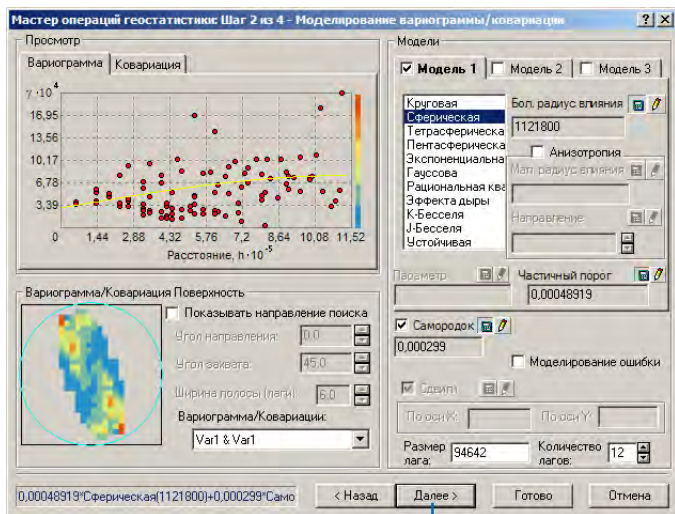 Мастер операций геостатистики: Шаг 2 из 4 - Моделирование вариограммы/ковариации
Просмотр
Вариограмма
Ковариация
γ·10⁴
16,95
13,56
10,17
6,78
3,39
0
1,44
2,88
4,32
5,76
7,2
8,64
10,08
11,52
Расстояние, h·10⁻⁵
Вариограмма/Ковариация Поверхность
Показывать направление поиска
Угол направления:
0.0
Угол захвата:
45.0
Ширина полосы (лаги):
6.0
Вариограмма/Ковариации:
Var1 & Var1
Модели
Модель 1
Модель 2
Модель 3
Круговая
Сферическая
Тетрасферическа
Пентасферическа
Экспоненциальна
Гауссова
Рациональная ква
Эффекта дыры
К-Бесселя
J-Бесселя
Устойчивая
Бол. радиус влияния
1121800
Анизотропия
Мал. радиус влияния
Направление
Параметр
Частичный порог
0,00048919
Самородок
0,000299
Моделирование ошибки
Сдвиги
По оси X:
По оси Y:
Размер лага:
94642
Количество лагов:
12
0,00048919*Сферическая(1121800)+0,000299*Само
< Назад
Далее >
Готово
Отмена